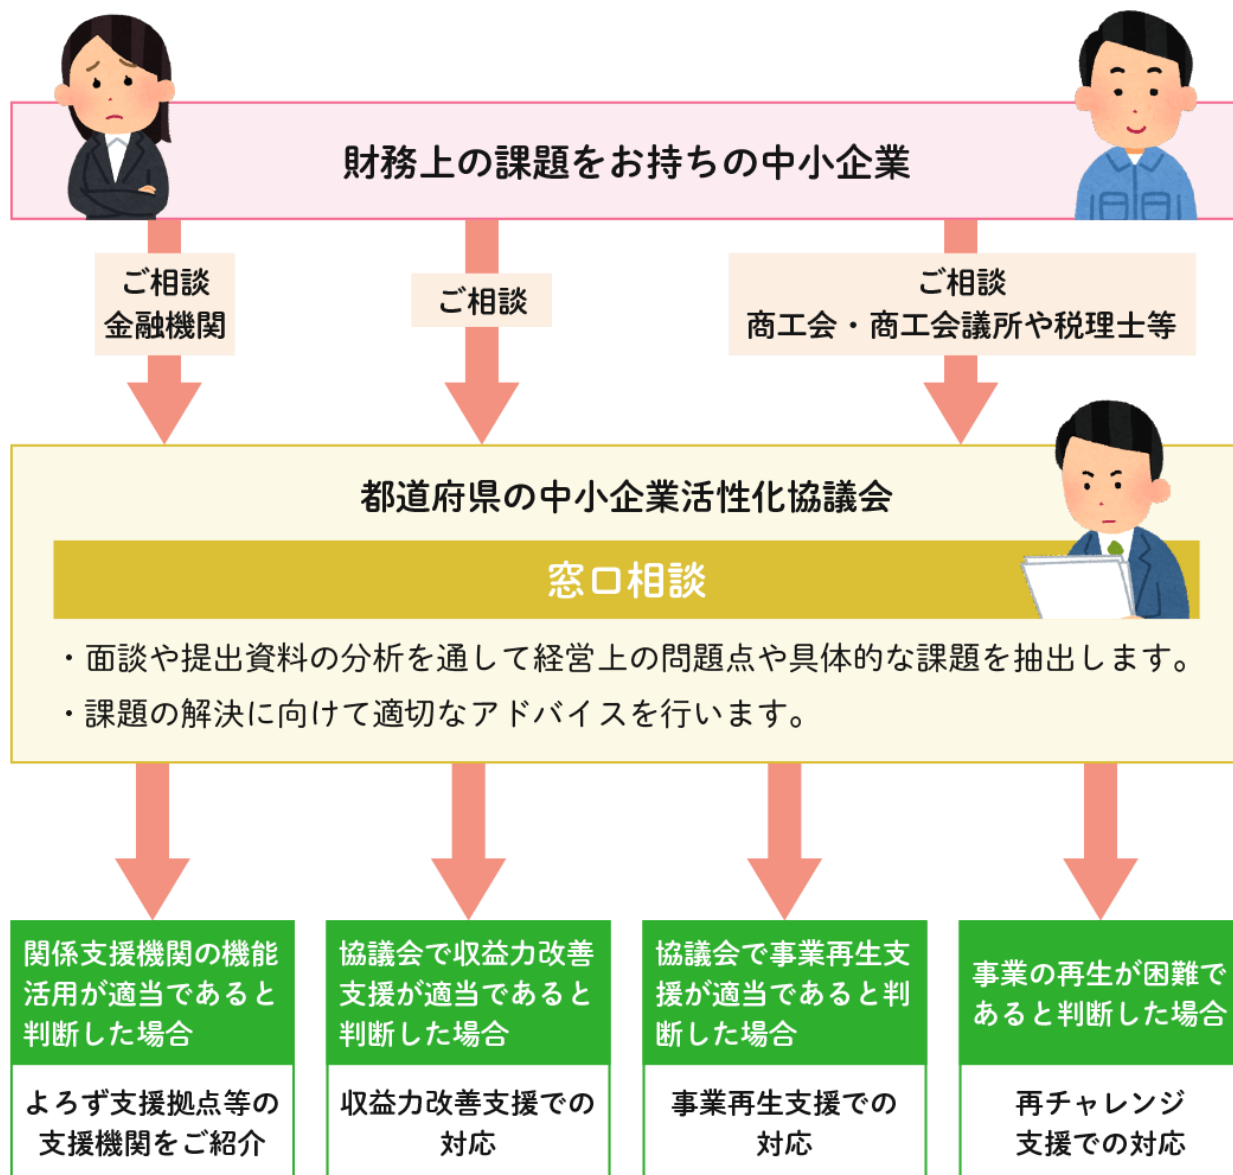 財務上の課題をお持ちの中小企業
ご相談
金融機関
ご相談
ご相談
商工会・商工会議所や税理士等
都道府県の中小企業活性化協議会
窓口相談
・面談や提出資料の分析を通して経営上の問題点や具体的な課題を抽出します。
・課題の解決に向けて適切なアドバイスを行います。
関係支援機関の機能
活用が適当であると
判断した場合
よろず支援拠点等の
支援機関をご紹介
協議会で収益力改善
支援が適当であると
判断した場合
収益力改善支援での
対応
協議会で事業再生支
援が適当であると判
断した場合
事業再生支援での
対応
事業の再生が困難で
あると判断した場合
再チャレンジ
支援での対応